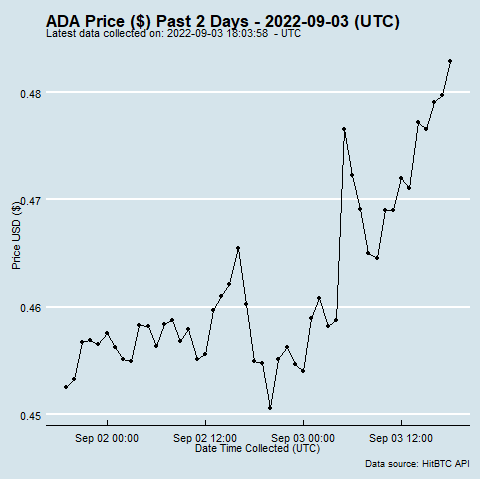 ADA Price ($) Past 2 Days - 2022-09-03 (UTC)
Latest data collected on: 2022-09-03 18:03:58 - UTC
0.48
0.47
0.46
0.45
Price USD ($)
Sep 02 00:00 Sep 02 12:00 Sep 03 00:00 Sep 03 12:00
Date Time Collected (UTC)
Data source: HitBTC API